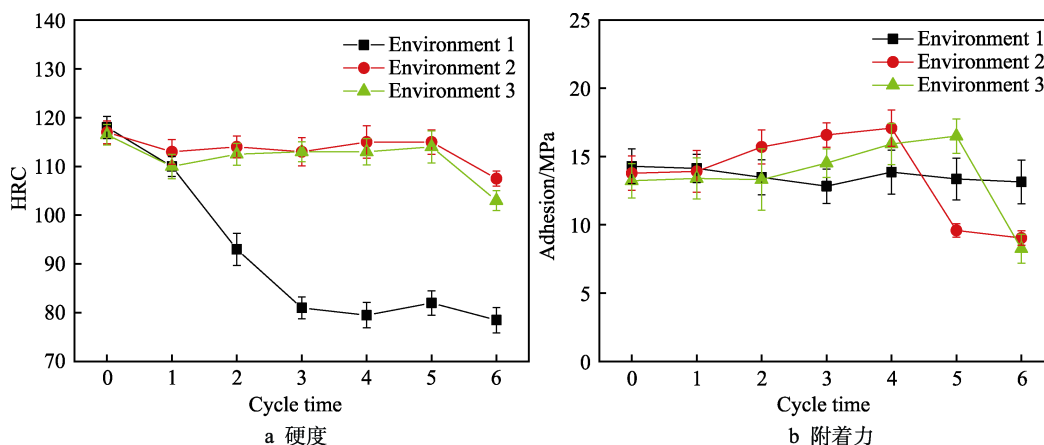 140
130
120
110
100
90
80
70
HRC
Environment 1
Environment 2
Environment 3
0 1 2 3 4 5 6
Cycle time
a 硬度
25
20
15
10
5
0
Adhesion/MPa
Environment 1
Environment 2
Environment 3
0 1 2 3 4 5 6
Cycle time
b 附着力